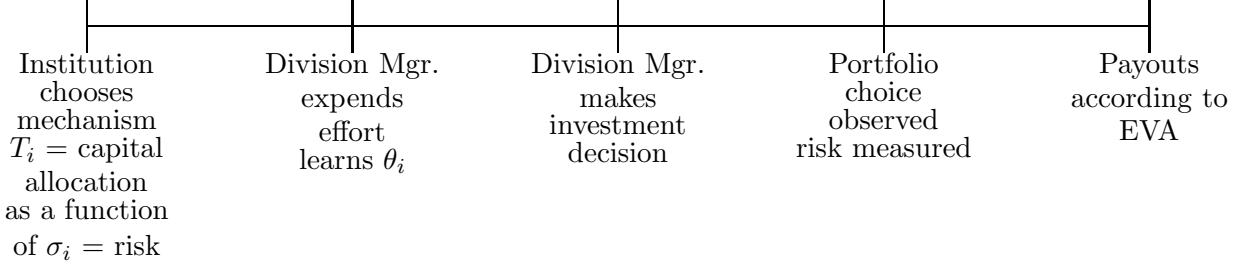 Institution
chooses
mechanism
T_i = capital
allocation
as a function
of σ_i = risk
Division Mgr.
expends
effort
learns θ_i
Division Mgr.
makes
investment
decision
Portfolio
choice
observed
risk measured
Payouts
according to
EVA